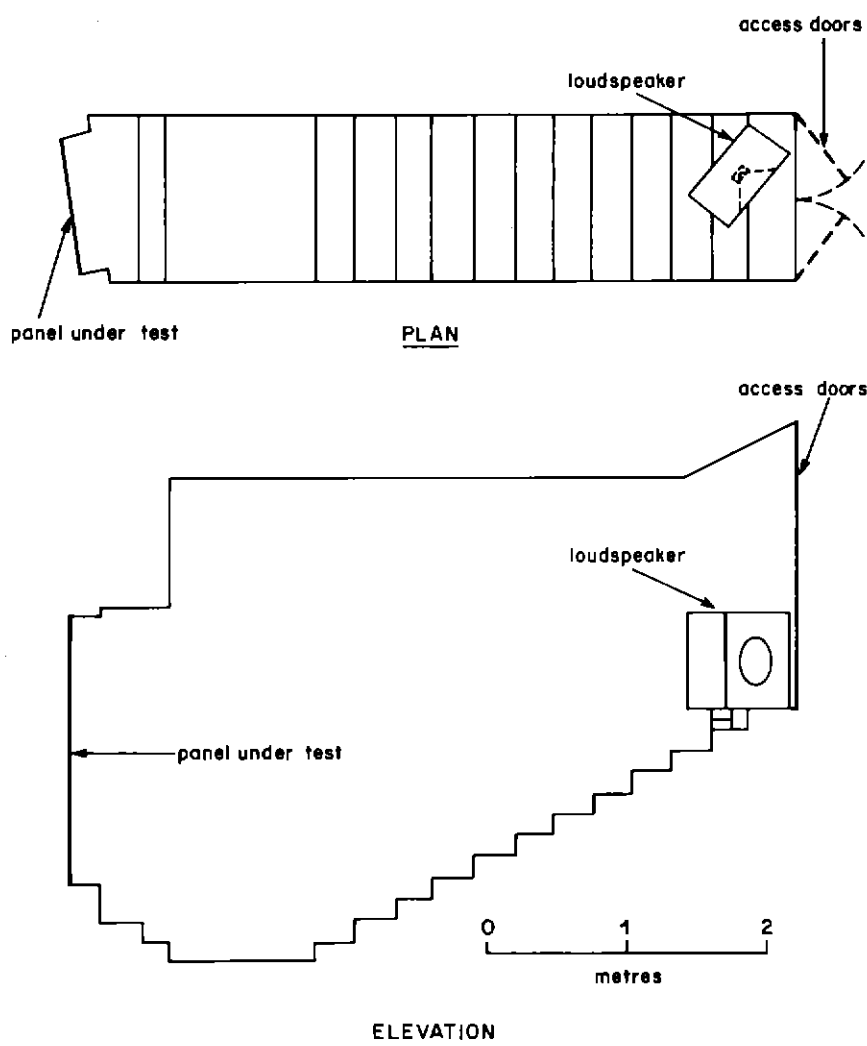 access doors
loudspeaker
panel under test
PLAN
access doors
loudspeaker
panel under test
0 1 2
metres
ELEVATION